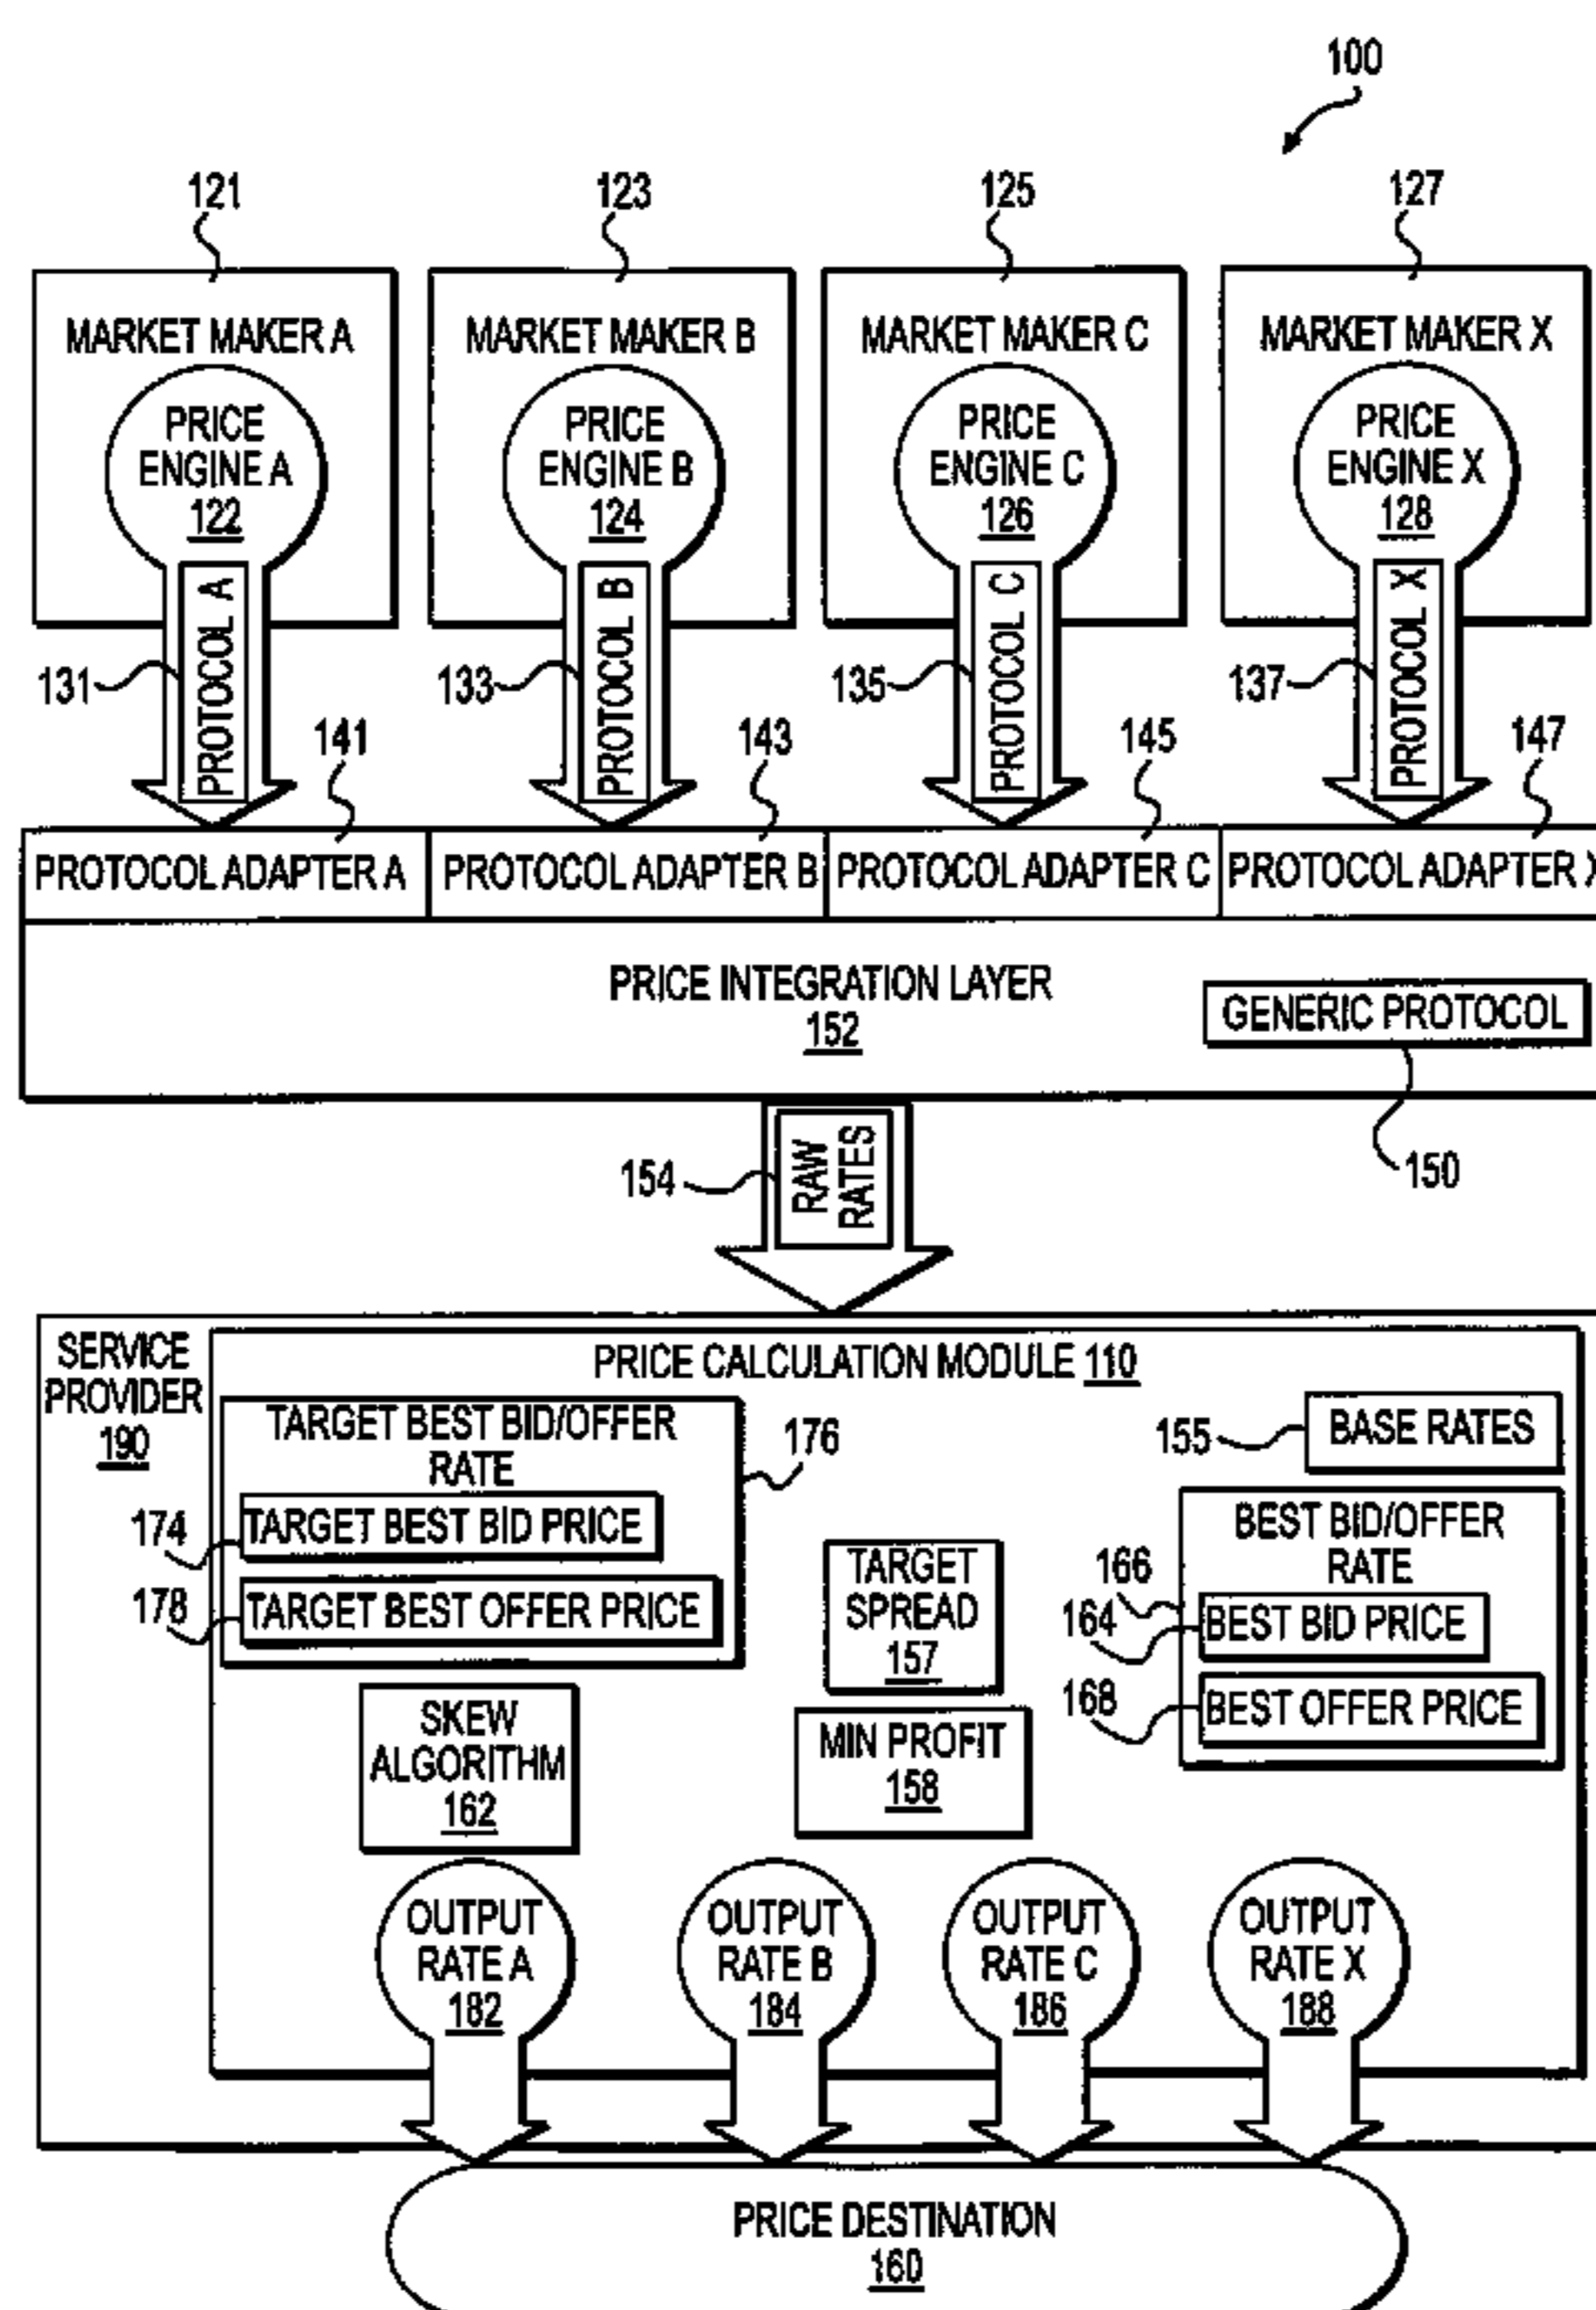 100
121
123
125
127
MARKET MAKER A
MARKET MAKER B
MARKET MAKER C
MARKET MAKER X
PRICE
ENGINE A
122
PRICE
ENGINE B
124
PRICE
ENGINE C
126
PRICE
ENGINE X
128
PROTOCOL A
PROTOCOL B
PROTOCOL C
PROTOCOL X
131
133
135
137
141
143
145
147
PROTOCOL ADAPTER A
PROTOCOL ADAPTER B
PROTOCOL ADAPTER C
PROTOCOL ADAPTER X
PRICE INTEGRATION LAYER
152
GENERIC PROTOCOL
150
154
RAW
RATES
SERVICE
PROVIDER
190
PRICE CALCULATION MODULE 110
TARGET BEST BID/OFFER
RATE
176
174
TARGET BEST BID PRICE
178
TARGET BEST OFFER PRICE
155
BASE RATES
TARGET
SPREAD
157
BEST BID/OFFER
RATE
166
164
BEST BID PRICE
168
BEST OFFER PRICE
SKEW
ALGORITHM
162
MIN PROFIT
158
OUTPUT
RATE A
182
OUTPUT
RATE B
184
OUTPUT
RATE C
186
OUTPUT
RATE X
188
PRICE DESTINATION
160